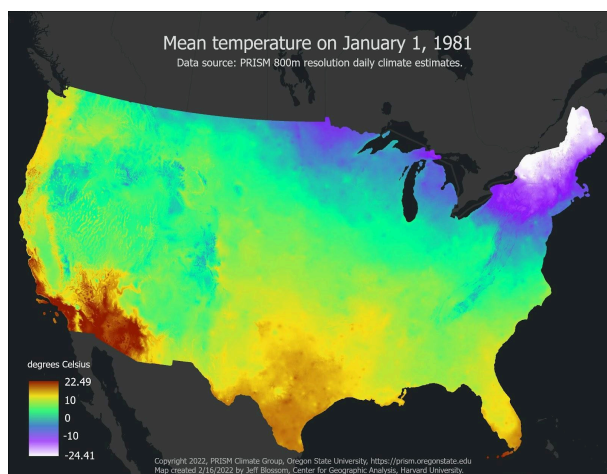 Mean temperature on January 1, 1981
Data source: PRISM 800m resolution daily climate estimates.
degrees Celsius
22.49
10
0
-10
-24.41
Copyright 2022, PRISM Climate Group, Oregon State University, https://prism.oregonstate.edu
Map created 2/16/2022 by Jeff Blossom, Center for Geographic Analysis, Harvard University.